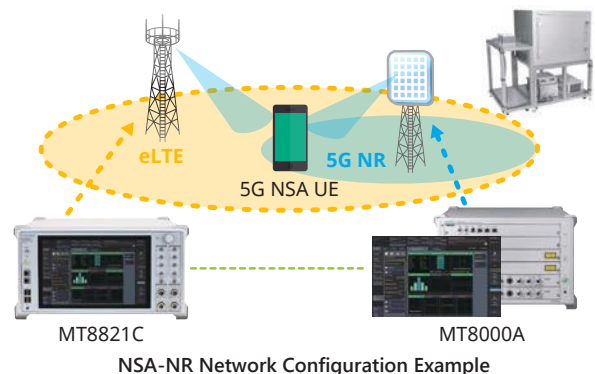 eLTE
5G NR
5G NSA UE
MT8821C
MT8000A
NSA-NR Network Configuration Example